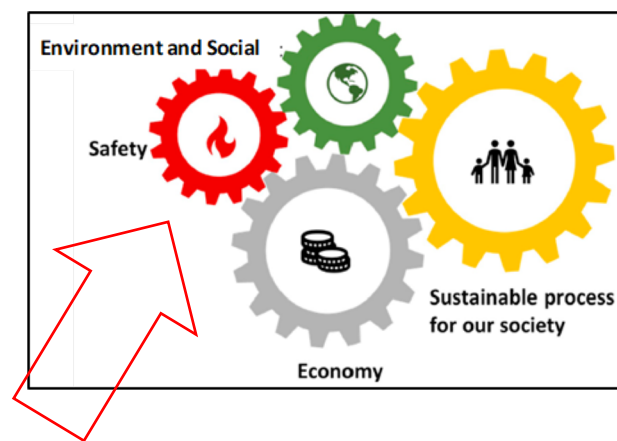 Environment and Social :
Safety
Sustainable process
for our society
Economy